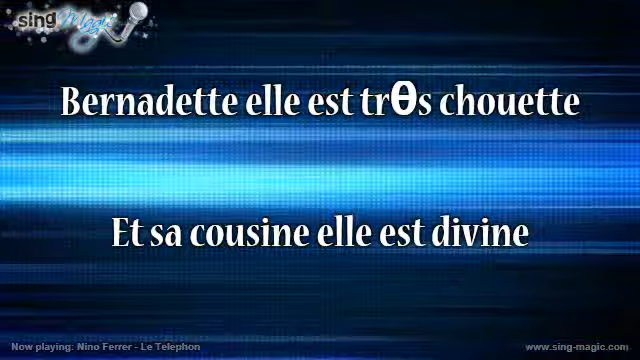 sing Magic
Bernadette elle est trθs chouette
Et sa cousine elle est divine
Now playing: Nino Ferrer - Le Telephon
www.sing-magic.com